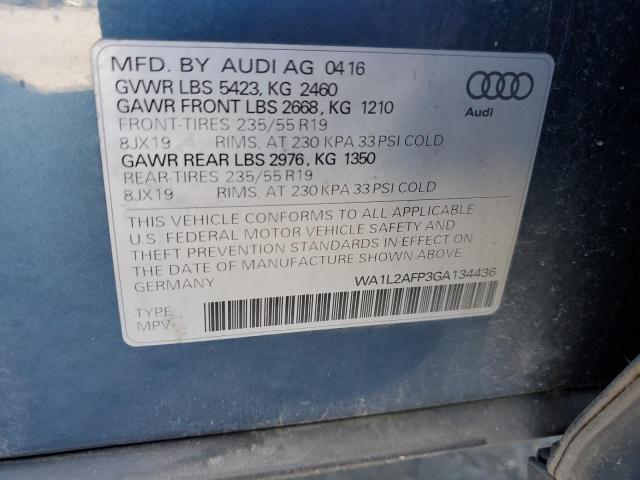 MFD. BY AUDI AG 04 16
GVWR LBS 5423, KG 2460
GAWR FRONT LBS 2668, KG 1210
FRONT-TIRES 235/55 R19
8JX19 RIMS, AT 230 KPA 33 PSI COLD
GAWR REAR LBS 2976, KG 1350
REAR-TIRES 235/55 R19
8JX19 RIMS, AT 230 KPA 33 PSI COLD
Audi
THIS VEHICLE CONFORMS TO ALL APPLICABLE
U.S. FEDERAL MOTOR VEHICLE SAFETY AND
THEFT PREVENTION STANDARDS IN EFFECT ON
THE DATE OF MANUFACTURE SHOWN ABOVE
GERMANY WA1L2AFP3GA134436
TYPE
MPV